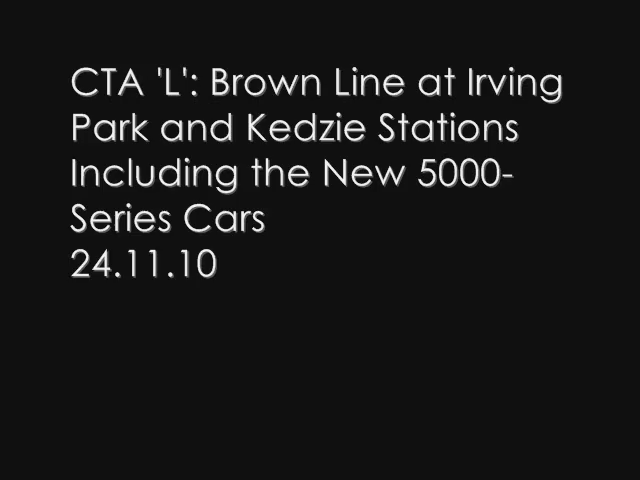 CTA 'L': Brown Line at Irving
Park and Kedzie Stations
Including the New 5000-
Series Cars
24.11.10